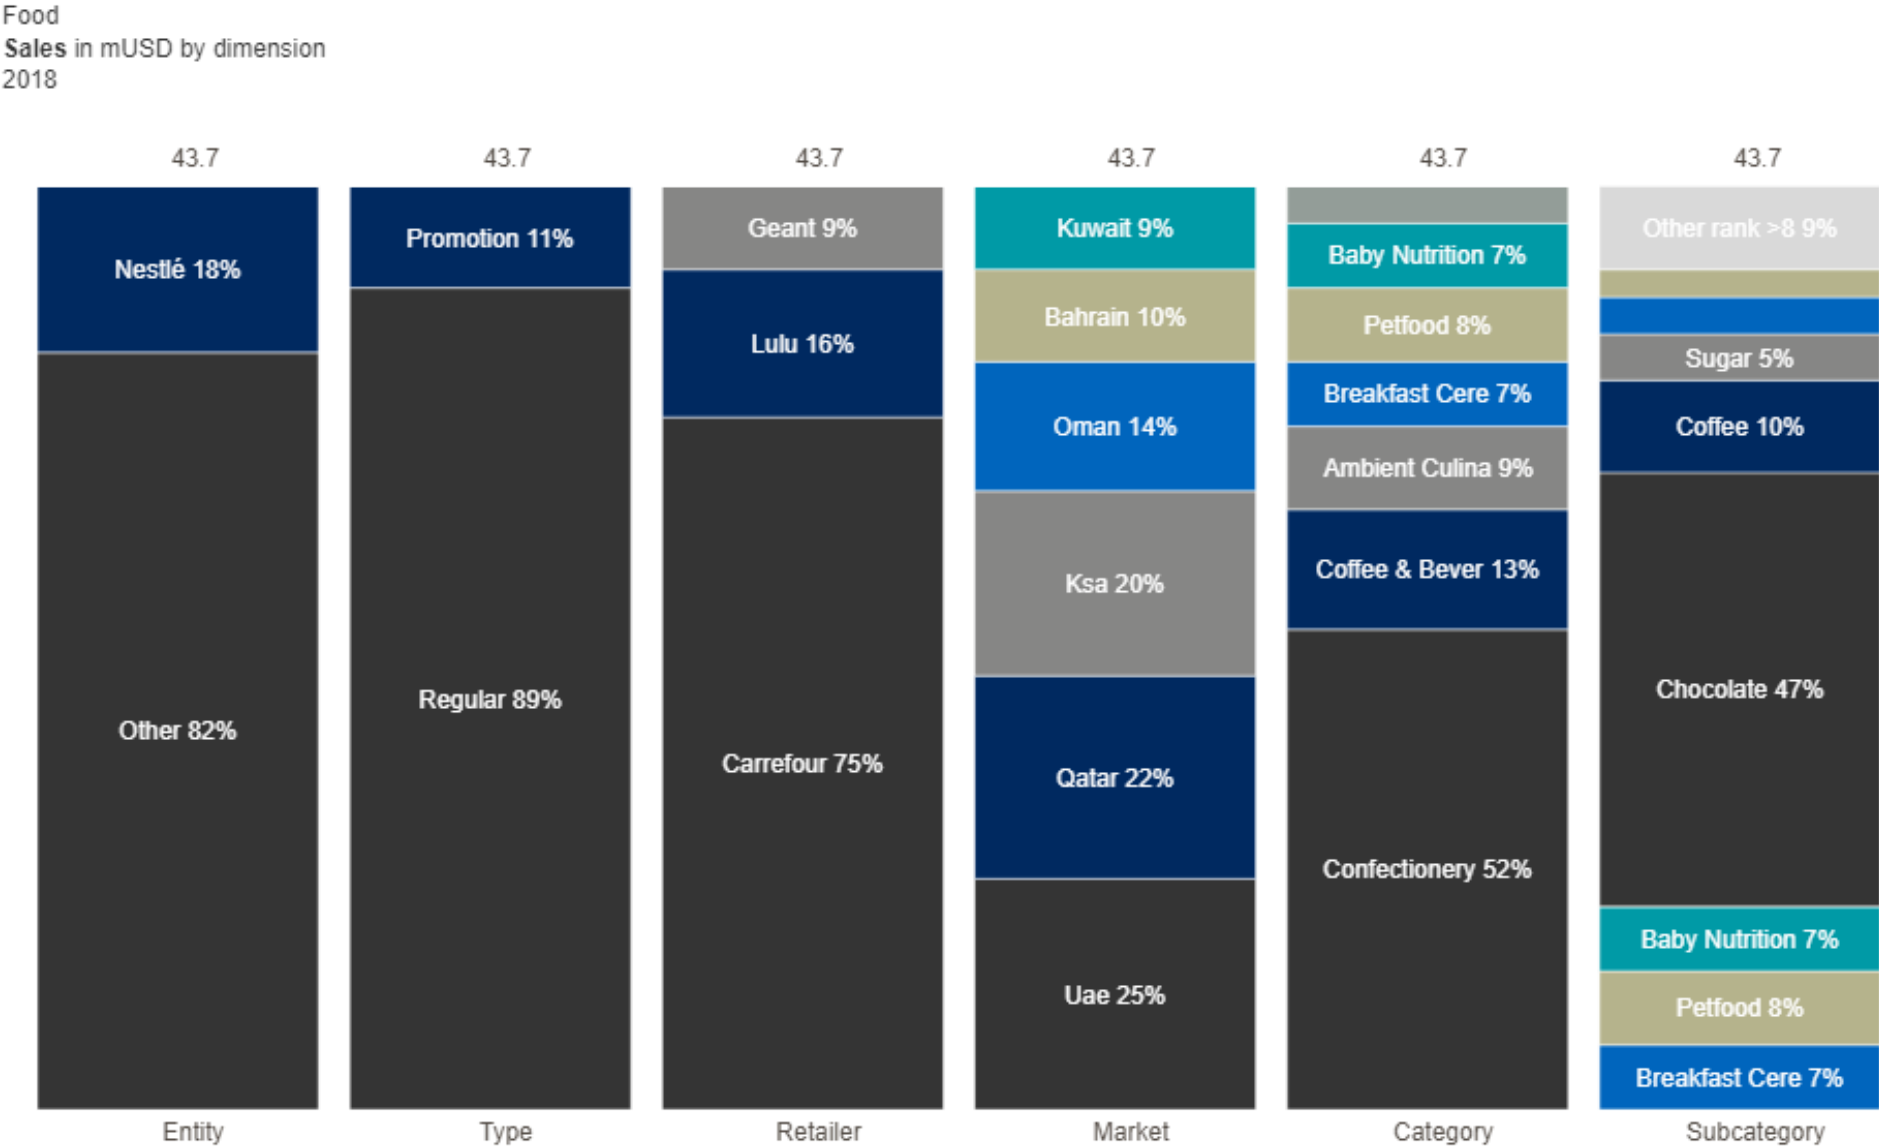 Food
Sales in mUSD by dimension
2018
43.7
43.7
43.7
43.7
43.7
43.7
Nestlé 18%
Other 82%
Entity
Promotion 11%
Regular 89%
Type
Geant 9%
Lulu 16%
Carrefour 75%
Retailer
Kuwait 9%
Bahrain 10%
Oman 14%
Ksa 20%
Qatar 22%
Uae 25%
Market
Baby Nutrition 7%
Petfood 8%
Breakfast Cere 7%
Ambient Culina 9%
Coffee & Bever 13%
Confectionery 52%
Category
Other rank >8 9%
Sugar 5%
Coffee 10%
Chocolate 47%
Baby Nutrition 7%
Petfood 8%
Breakfast Cere 7%
Subcategory